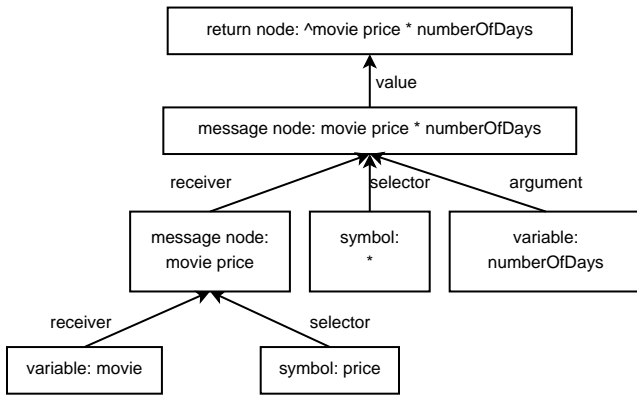 return node: ^movie price * numberOfDays
value
message node: movie price * numberOfDays
receiver
selector
argument
message node:
movie price
symbol:
*
variable:
numberOfDays
receiver
selector
variable: movie
symbol: price